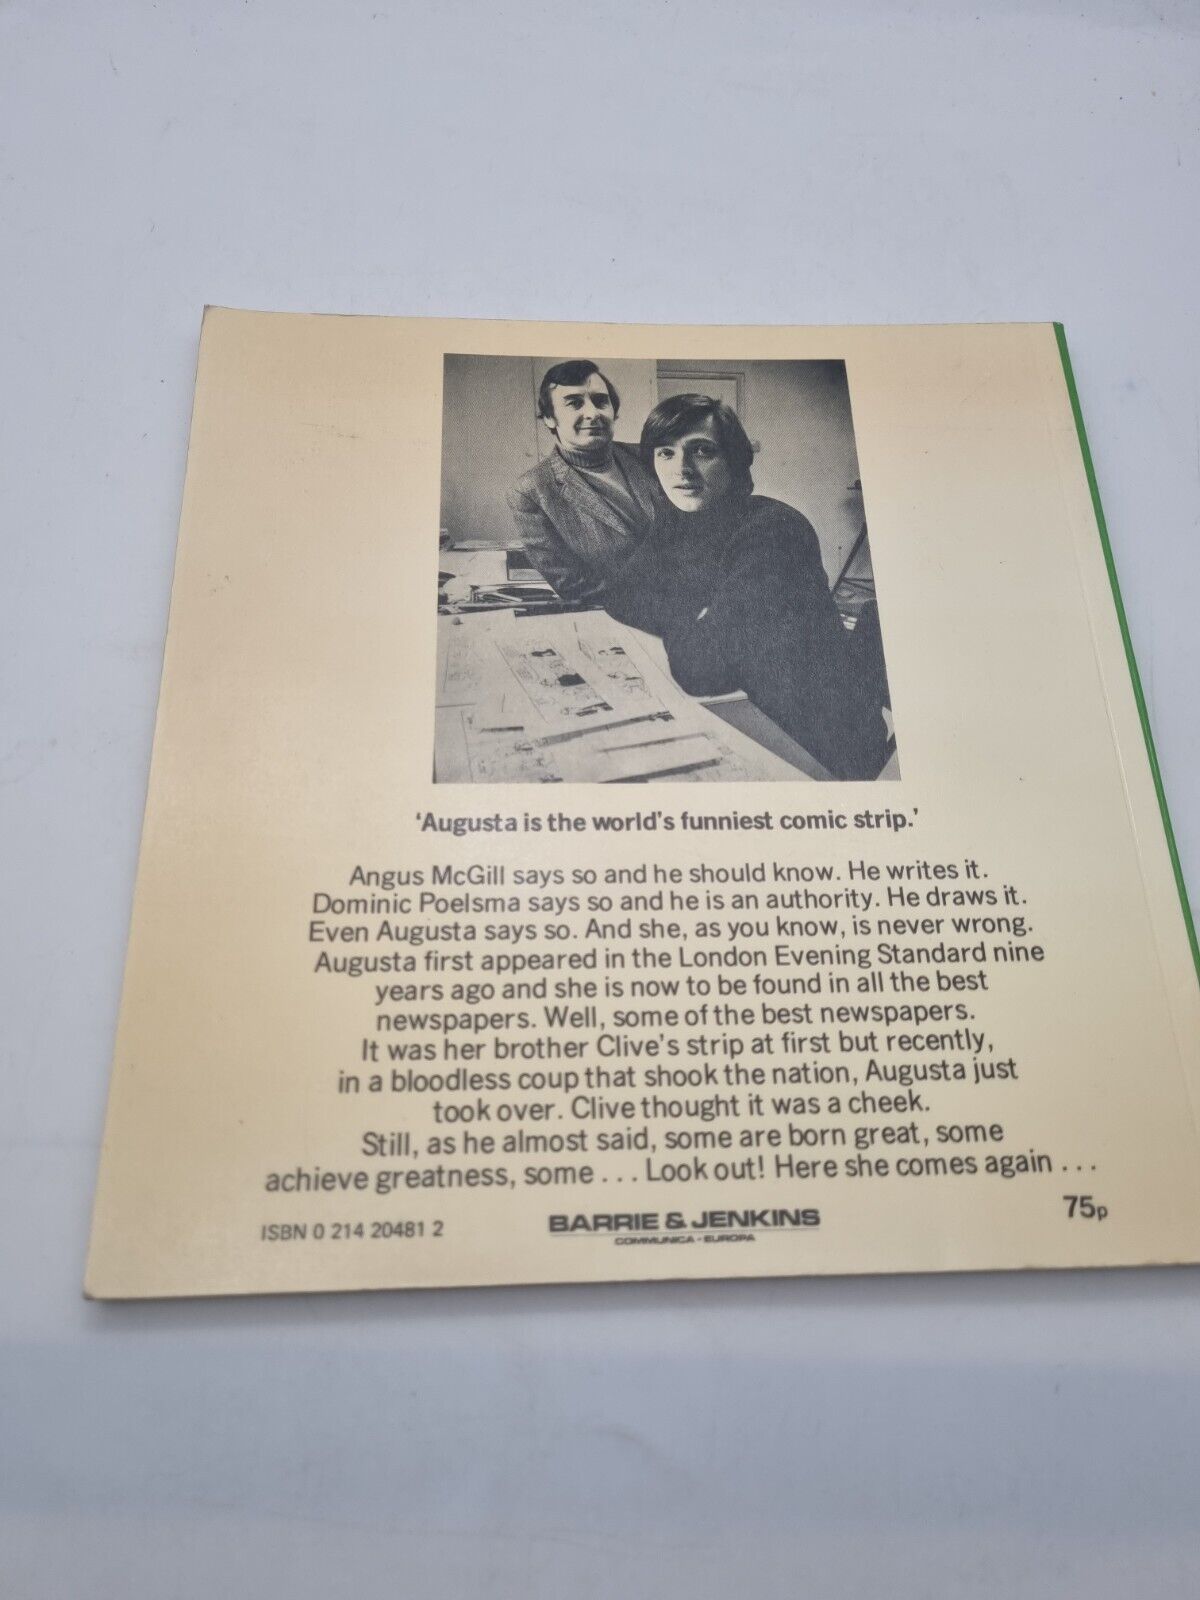 ‘Augusta is the world's funniest comic strip.’
Angus McGill says so and he should know. He writes it.
Dominic Poelsma says so and he is an authority. He draws it.
Even Augusta says so. And she, as you know, is never wrong.
Augusta first appeared in the London Evening Standard nine
years ago and she is now to be found in all the best
newspapers. Well, some of the best newspapers.
It was her brother Clive's strip at first but recently,
in a bloodless coup that shook the nation, Augusta just
took over. Clive thought it was a cheek.
Still, as he almost said, some are born great, some
achieve greatness, some ... Look out! Here she comes again ...
ISBN 0 214 20481 2
BARRIE & JENKINS
COMMUNICA - EUROPA
75p